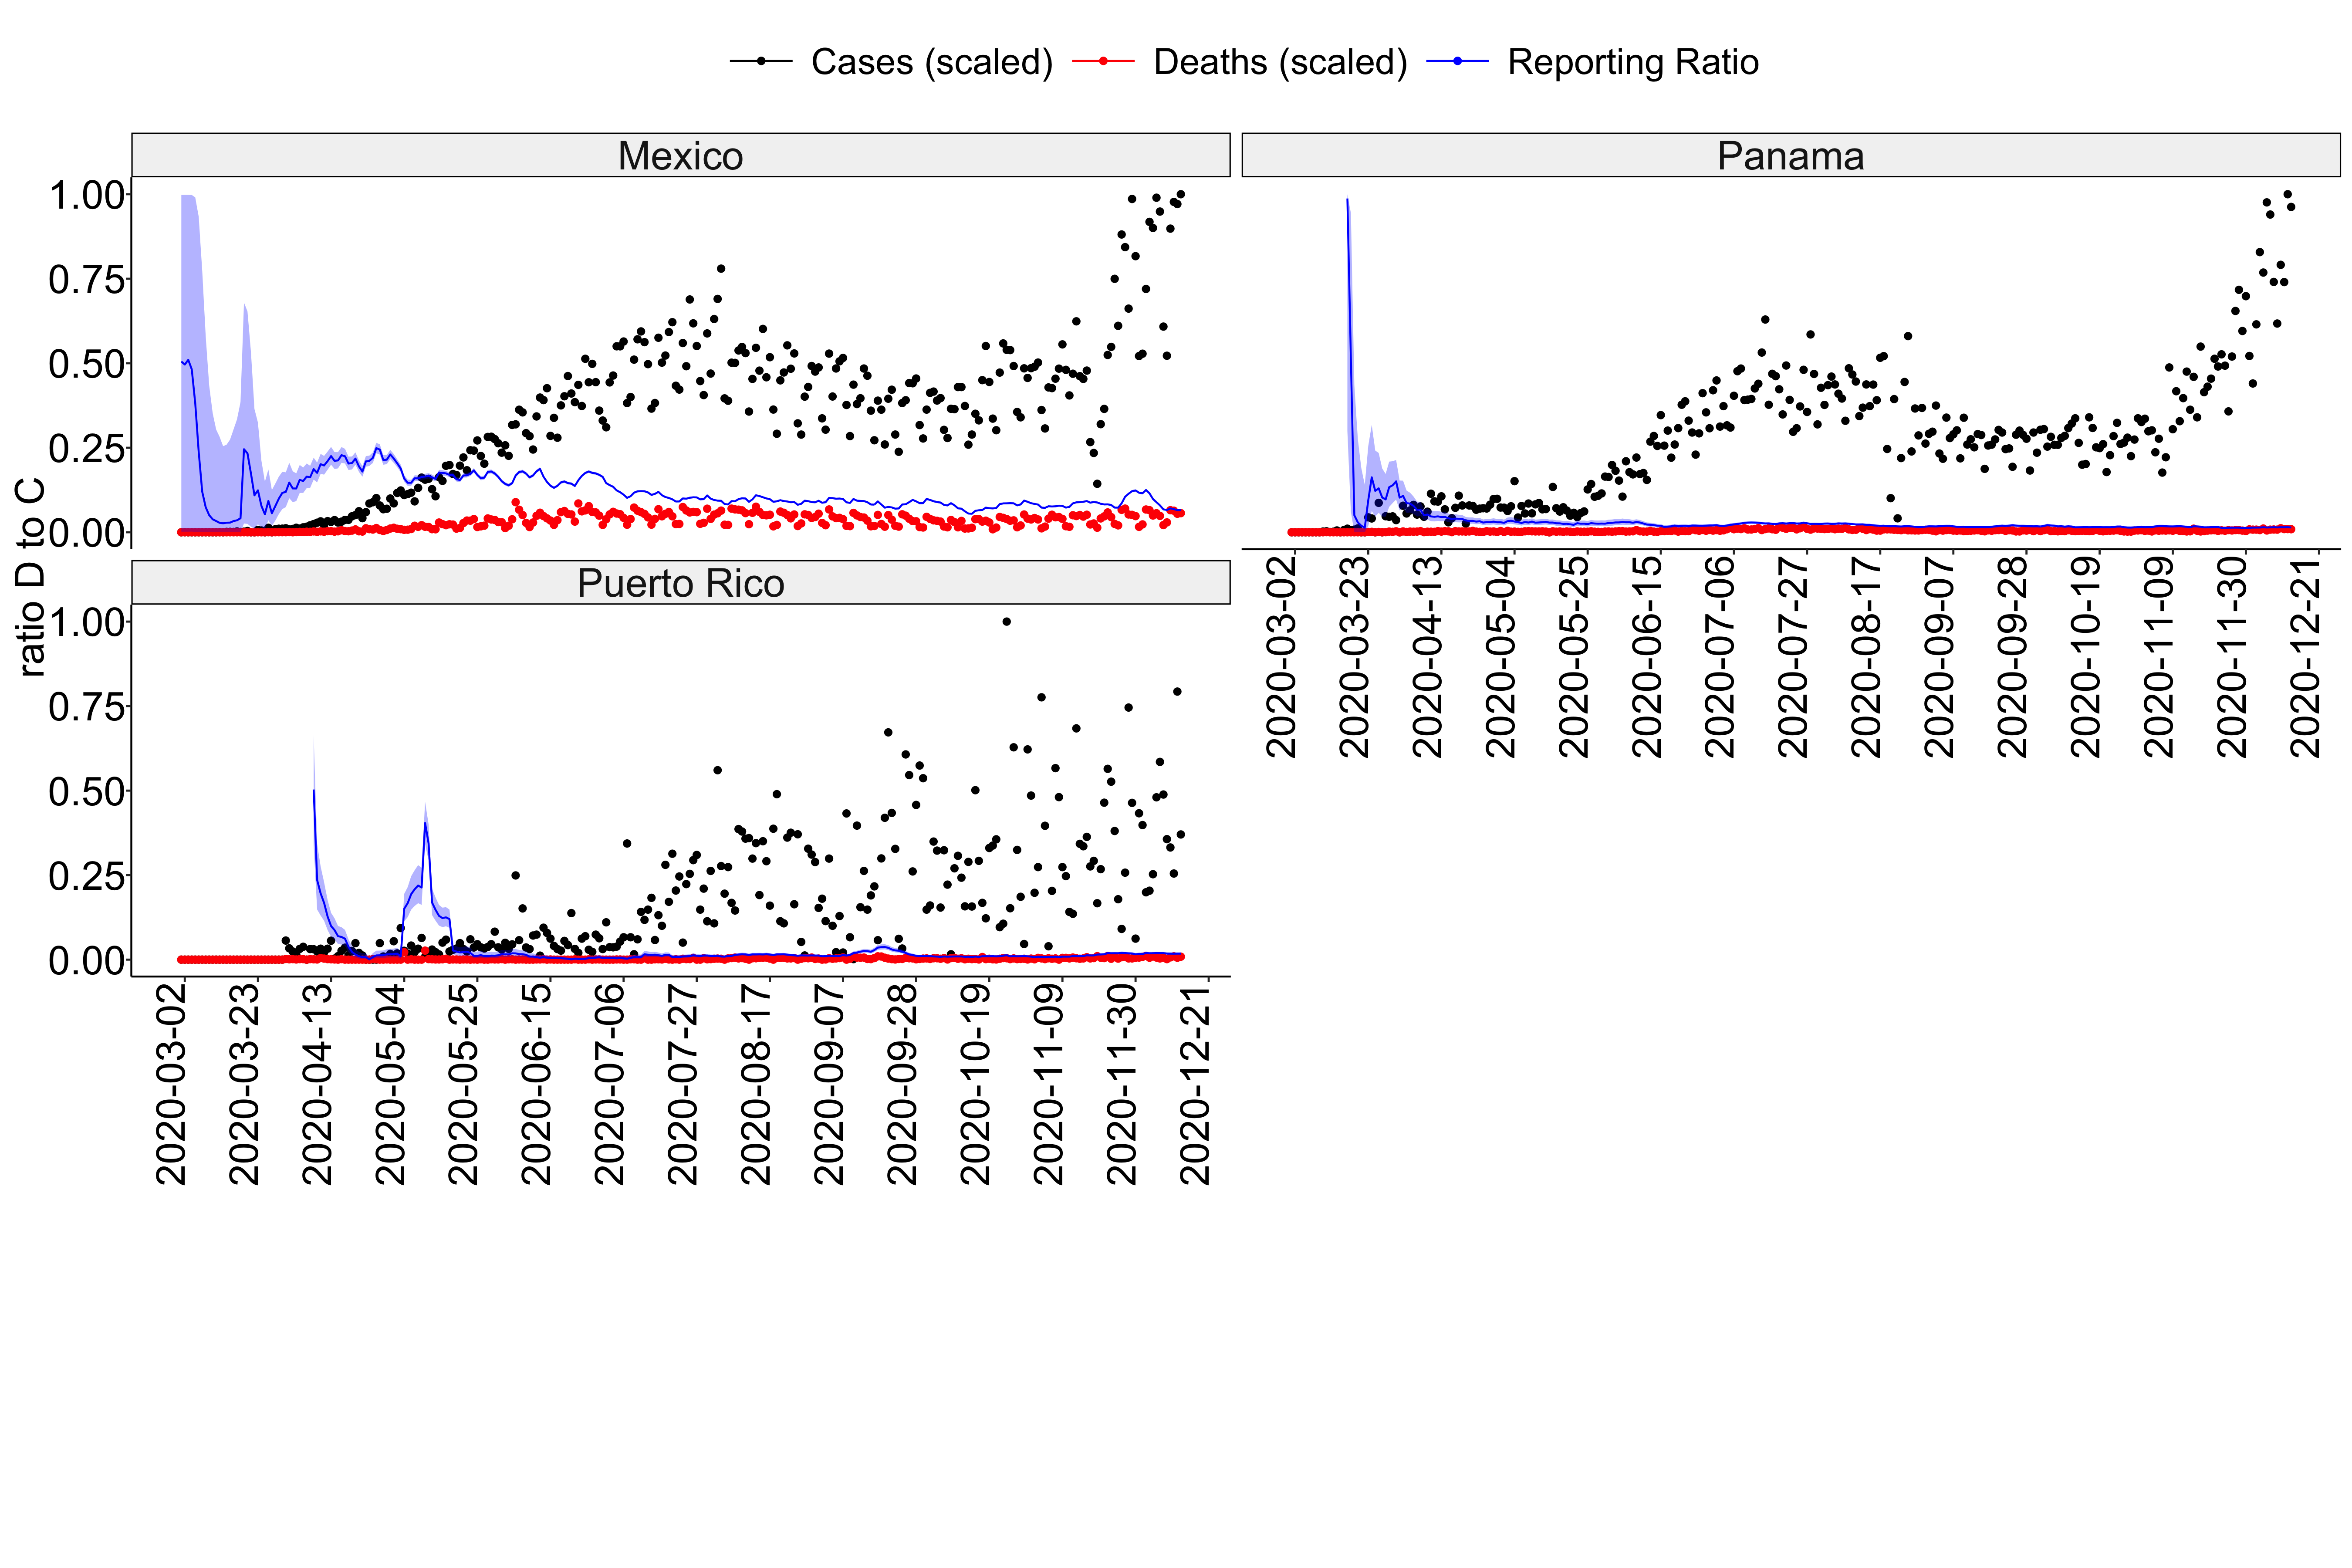 Cases (scaled) Deaths (scaled) Reporting Ratio
Mexico Panama
1.00
0.75
0.50
0.25
0.00
ratio D to C
2020-03-02 2020-03-23 2020-04-13 2020-05-04 2020-05-25 2020-06-15 2020-07-06 2020-07-27 2020-08-17 2020-09-07 2020-09-28 2020-10-19 2020-11-09 2020-11-30 2020-12-21
Puerto Rico
1.00
0.75
0.50
0.25
0.00
2020-03-02 2020-03-23 2020-04-13 2020-05-04 2020-05-25 2020-06-15 2020-07-06 2020-07-27 2020-08-17 2020-09-07 2020-09-28 2020-10-19 2020-11-09 2020-11-30 2020-12-21